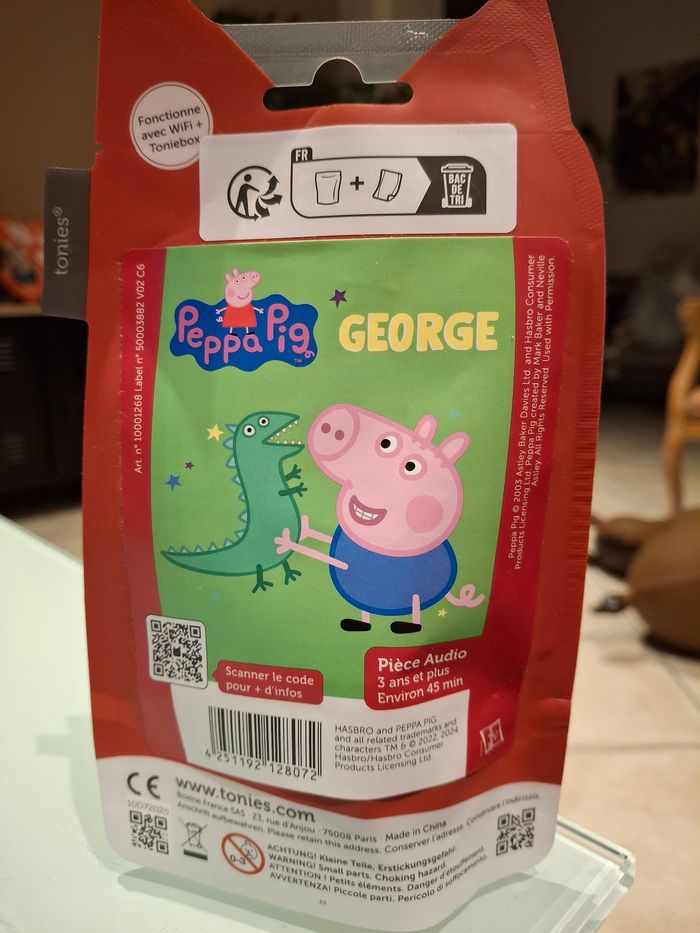 Fonctionne
avec WiFi +
Toniebox
FR
+
BAC
DE
TRI
tonies®
Art. n° 10001268 Label n° 50003882 V02 C6
Peppa Pig™
GEORGE
Peppa Pig © 2003 Astley Baker Davies Ltd. and Hasbro Consumer
Products Licensing Ltd. Peppa Pig created by Mark Baker and Neville
Astley. All Rights Reserved. Used with Permission.
Scanner le code
pour + d'infos
Pièce Audio
3 ans et plus
Environ 45 min
4 251192 128072
HASBRO and PEPPA PIG
and all related trademarks and
characters TM & © 2022, 2024
Hasbro/Hasbro Consumer
Products Licensing Ltd.
CE
www.tonies.com
Boxine France SAS · 23, rue d'Anjou · 75008 Paris · Made in China
Anschrift aufbewahren. Please retain this address. Conserver l'adresse. Conservare l'indirizzo.
10D72025
0-3
ACHTUNG! Kleine Teile. Erstickungsgefahr.
WARNING! Small parts. Choking hazard.
ATTENTION ! Petits éléments. Danger d'étouffement.
AVVERTENZA! Piccole parti. Pericolo di soffocamento.